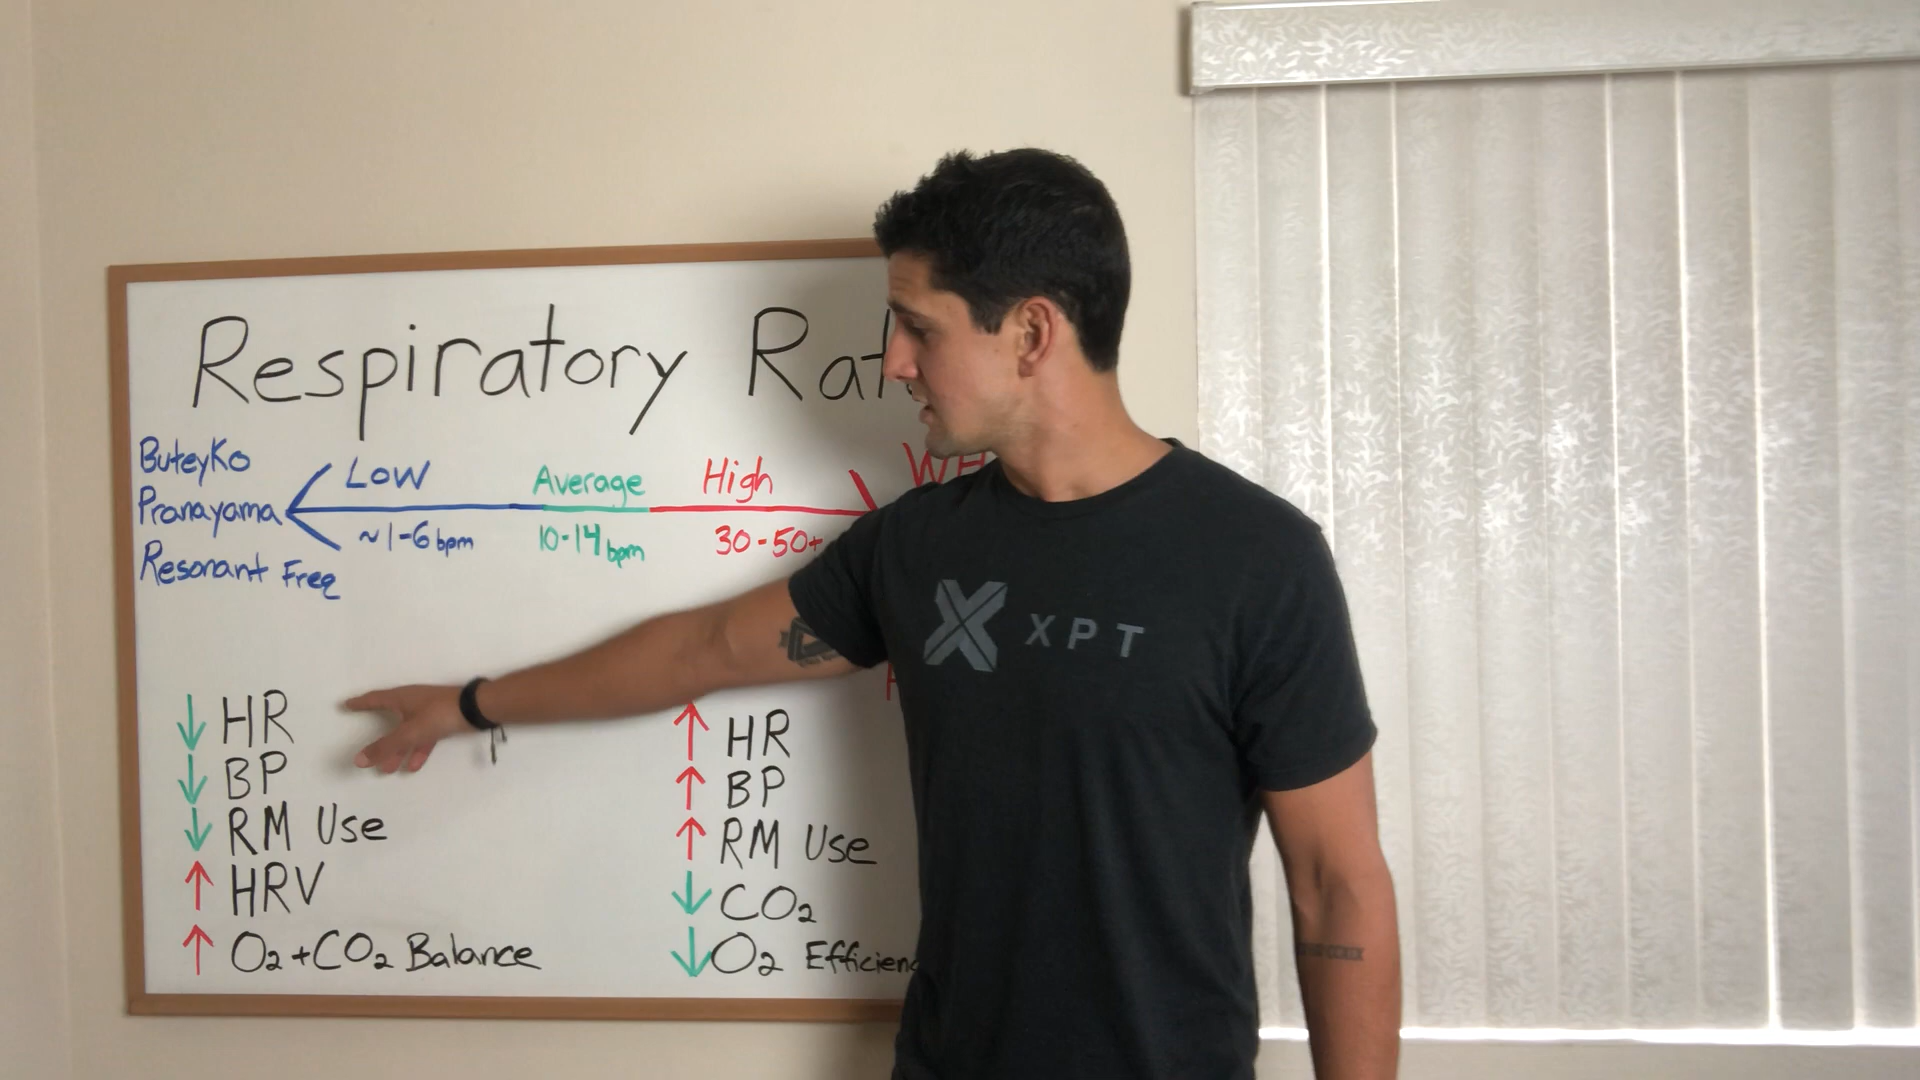 Respiratory Rat
Buteyko
Pranayama
Resonant Freq
Low
~1-6 bpm
Average
10-14 bpm
High
30-50+
↓ HR
↓ BP
↓ RM Use
↑ HRV
↑ O₂+CO₂ Balance
↑ HR
↑ BP
↑ RM Use
↓ CO₂
↓ O₂ Efficienc
XPT